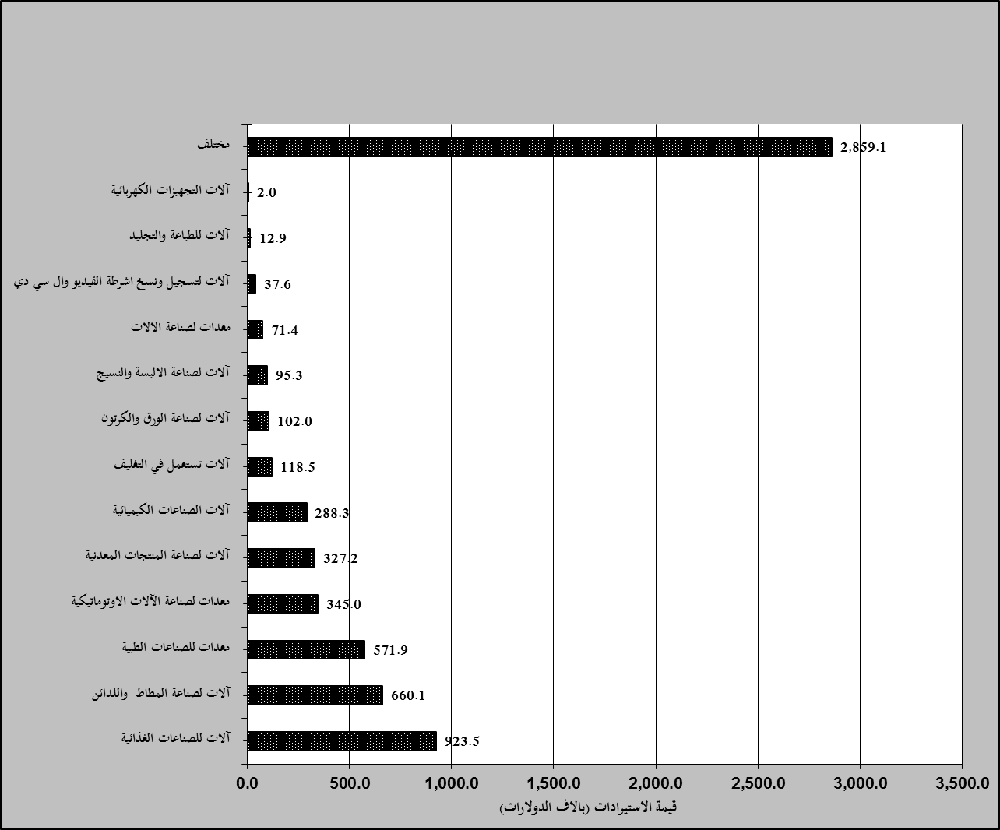 مختلف 2,859.1
آلات التجهيزات الكهربائية 2.0
آلات للطباعة والتجليد 12.9
آلات لتسجيل ونسخ اشرطة الفيديو وال سي دي 37.6
معدات لصناعة الالات 71.4
آلات لصناعة الالبسة والنسيج 95.3
آلات لصناعة الورق والكرتون 102.0
آلات تستعمل في التغليف 118.5
آلات الصناعات الكيميائية 288.3
آلات لصناعة المنتجات المعدنية 327.2
معدات لصناعة الآلات الاوتوماتيكية 345.0
معدات للصناعات الطبية 571.9
آلات لصناعة المطاط واللدائن 660.1
آلات للصناعات الغذائية 923.5
0.0 500.0 1,000.0 1,500.0 2,000.0 2,500.0 3,000.0 3,500.0
قيمة الاستيرادات (بالاف الدولارات)